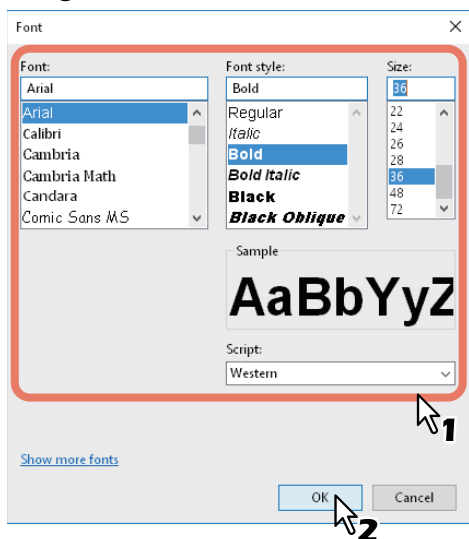 Font
Font:
Arial
Arial
Calibri
Cambria
Cambria Math
Candara
Comic Sans MS
Font style:
Bold
Regular
Italic
Bold
Bold Italic
Black
Black Oblique
Size:
36
22
24
26
28
36
48
72
Sample
AaBbYyZ
Script:
Western
1
Show more fonts
OK
Cancel
2